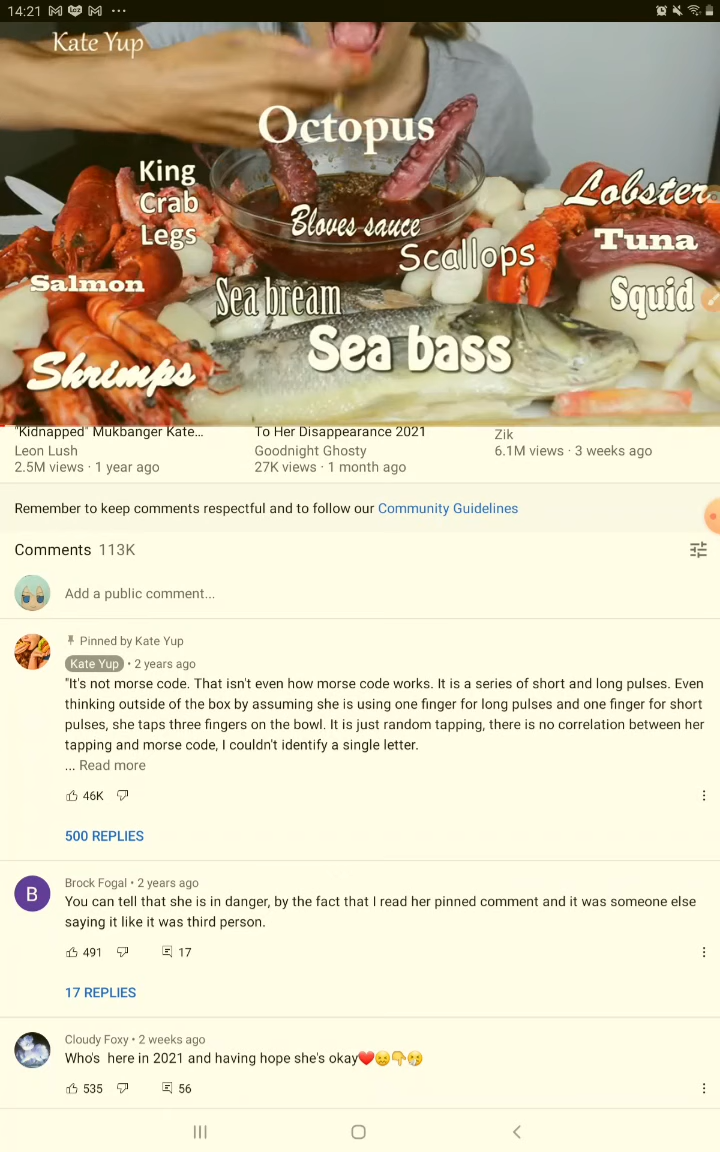 14:21
Kate Yup
Octopus
King
Crab
Legs
Lobster
Bloves sauce
Tuna
Scallops
Salmon
Sea bream
Squid
Sea bass
Shrimps
"Kidnapped" Mukbanger Kate...
To Her Disappearance 2021
Zik
Leon Lush
Goodnight Ghosty
6.1M views · 3 weeks ago
2.5M views · 1 year ago
27K views · 1 month ago
Remember to keep comments respectful and to follow our Community Guidelines
Comments 113K
Add a public comment...
Pinned by Kate Yup
Kate Yup • 2 years ago
"It's not morse code. That isn't even how morse code works. It is a series of short and long pulses. Even
thinking outside of the box by assuming she is using one finger for long pulses and one finger for short
pulses, she taps three fingers on the bowl. It is just random tapping, there is no correlation between her
tapping and morse code, I couldn't identify a single letter.
... Read more
46K
500 REPLIES
B
Brock Fogal • 2 years ago
You can tell that she is in danger, by the fact that I read her pinned comment and it was someone else
saying it like it was third person.
491 17
17 REPLIES
Cloudy Foxy • 2 weeks ago
Who's here in 2021 and having hope she's okay❤️😣👇🤧
535 56